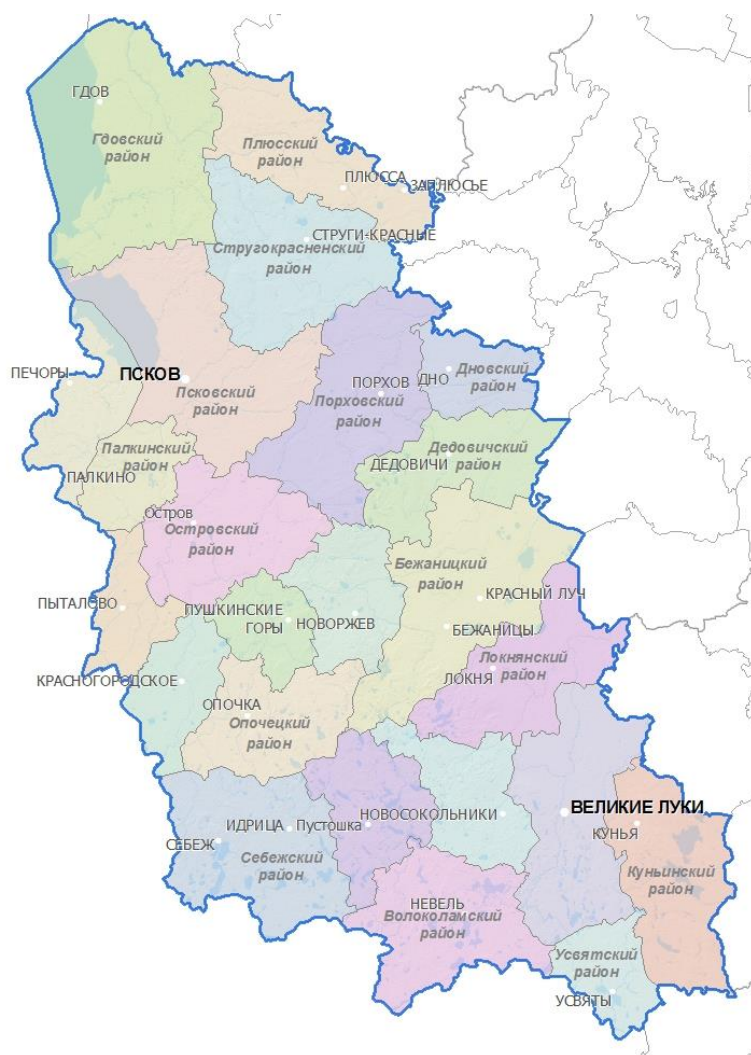 ГДОВ
Гдовский
район
Плюсский
район
ПЛЮССА
ЗАПЛЮСЬЕ
СТРУГИ-КРАСНЫЕ
Стругокрасненский
район
ПЕЧОРЫ
ПСКОВ
Псковский
район
ПОРХОВ
Порховский
район
ДНО
Дновский
район
Палкинский
район
ПАЛКИНО
Дедовичский
район
ДЕДОВИЧИ
Остров
Островский
район
Бежаницкий
район
КРАСНЫЙ ЛУЧ
БЕЖАНИЦЫ
ПЫТАЛОВО
ПУШКИНСКИЕ
ГОРЫ
НОВОРЖЕВ
Локнянский
район
ЛОКНЯ
КРАСНОГОРОДСКОЕ
ОПОЧКА
Опочецкий
район
ВЕЛИКИЕ ЛУКИ
НОВОСОКОЛЬНИКИ
Пустошка
ИДРИЦА
СЕБЕЖ
Себежский
район
КУНЬЯ
Куньинский
район
НЕВЕЛЬ
Волоколамский
район
Усвятский
район
УСВЯТЫ